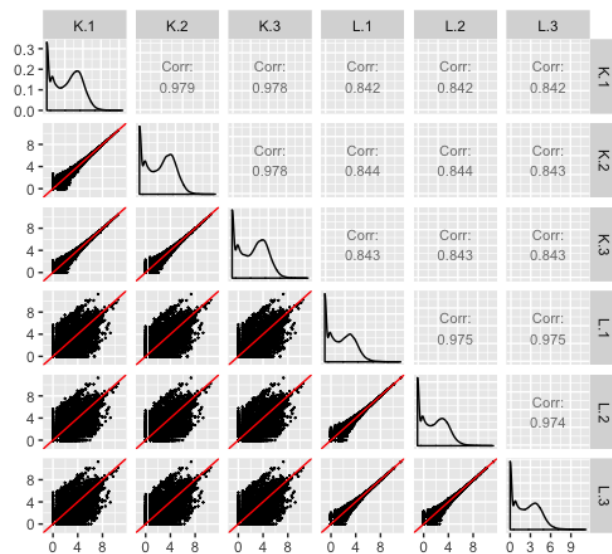 K.1 K.2 K.3 L.1 L.2 L.3
0.3
0.2
0.1
0.0
Corr: Corr: Corr: Corr: Corr:
0.979 0.978 0.842 0.842 0.842
K.1
8
4
0
Corr: Corr: Corr: Corr:
0.978 0.844 0.844 0.843
K.2
8
4
0
Corr: Corr: Corr:
0.843 0.843 0.843
K.3
8
4
0
Corr: Corr:
0.975 0.975
L.1
8
4
0
Corr:
0.974
L.2
8
4
0
L.3
0 4 8 0 4 8 0 4 8 0 4 8 0 4 8 0 3 6 9